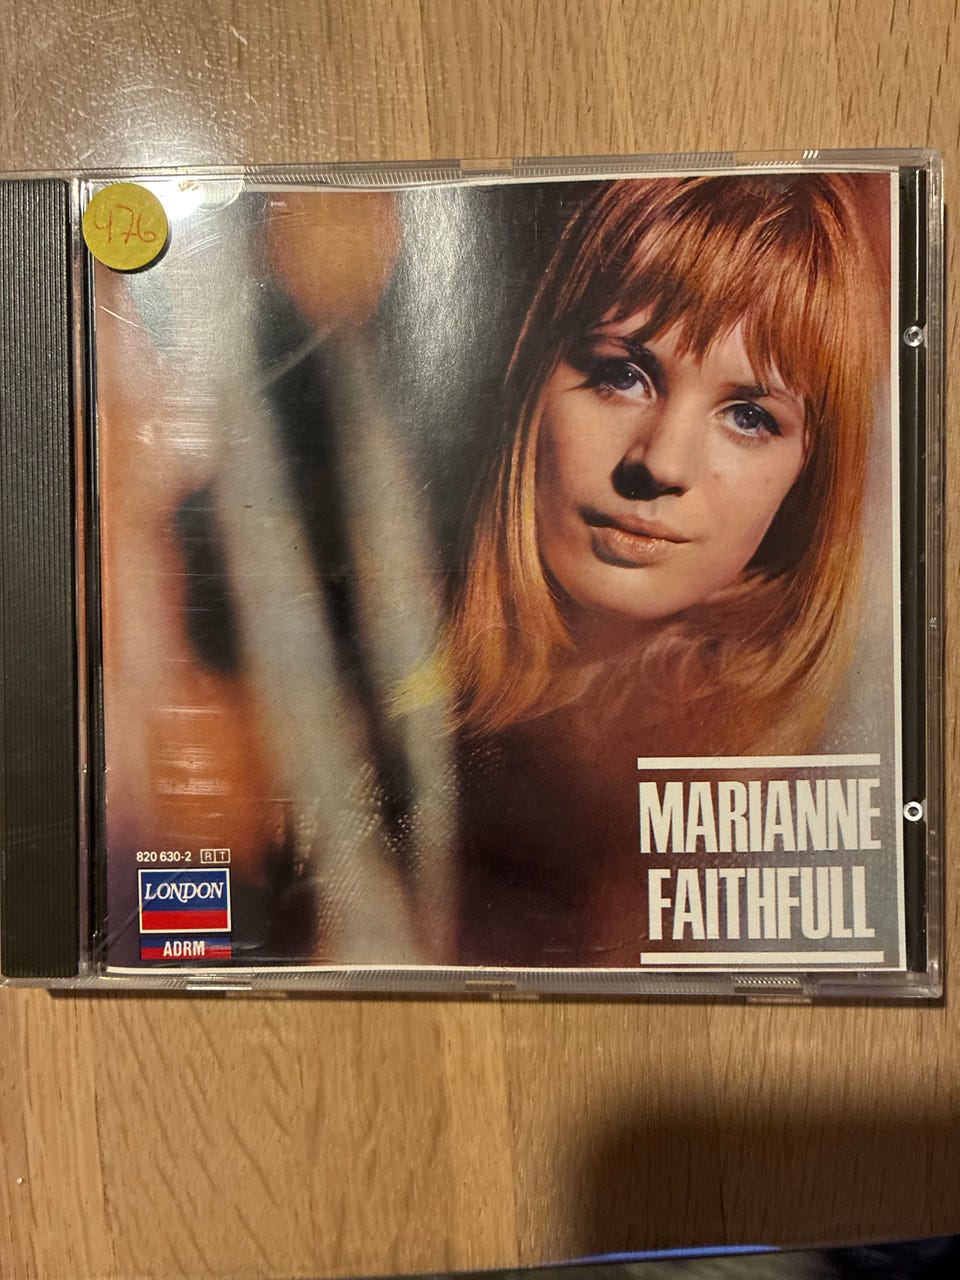 476
MARIANNE
FAITHFULL
820 630-2 RT
LONDON
ADRM